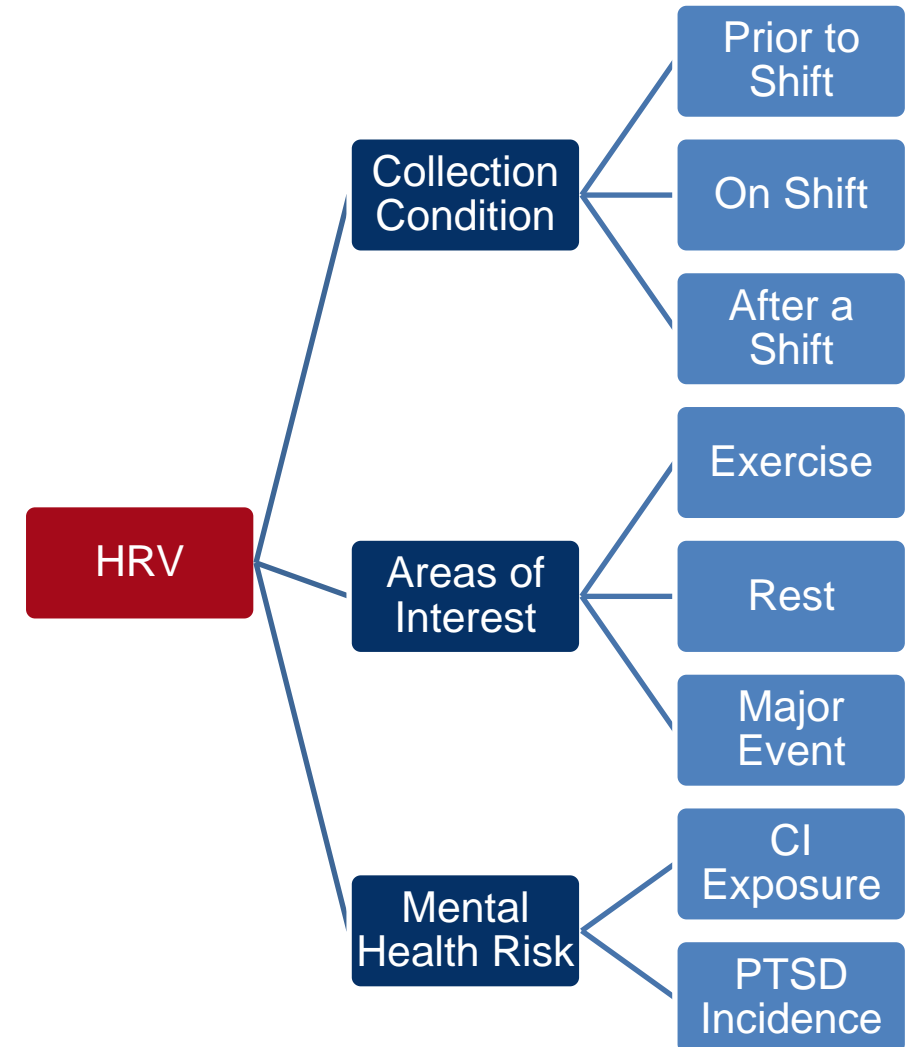 Prior to
Shift
Collection
Condition
On Shift
After a
Shift
Exercise
HRV
Areas of
Interest
Rest
Major
Event
CI
Exposure
Mental
Health Risk
PTSD
Incidence